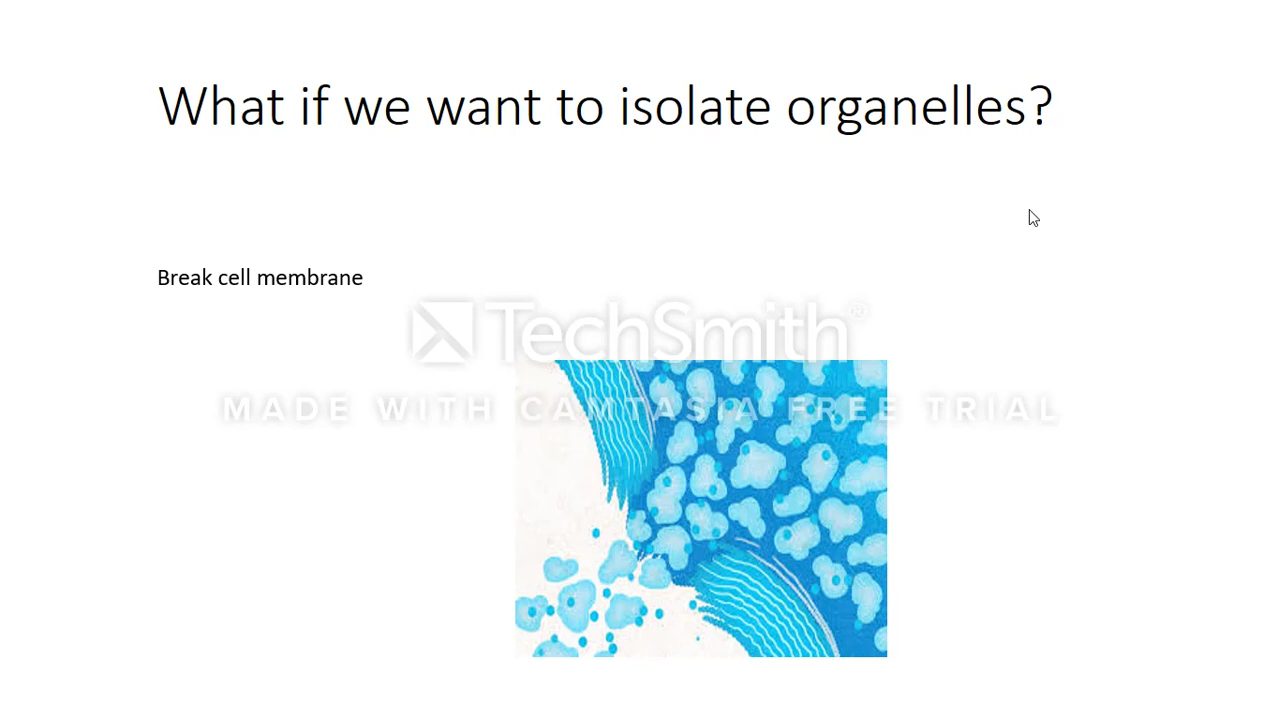 What if we want to isolate organelles?
Break cell membrane
TechSmith®
MADE WITH CAMTASIA FREE TRIAL